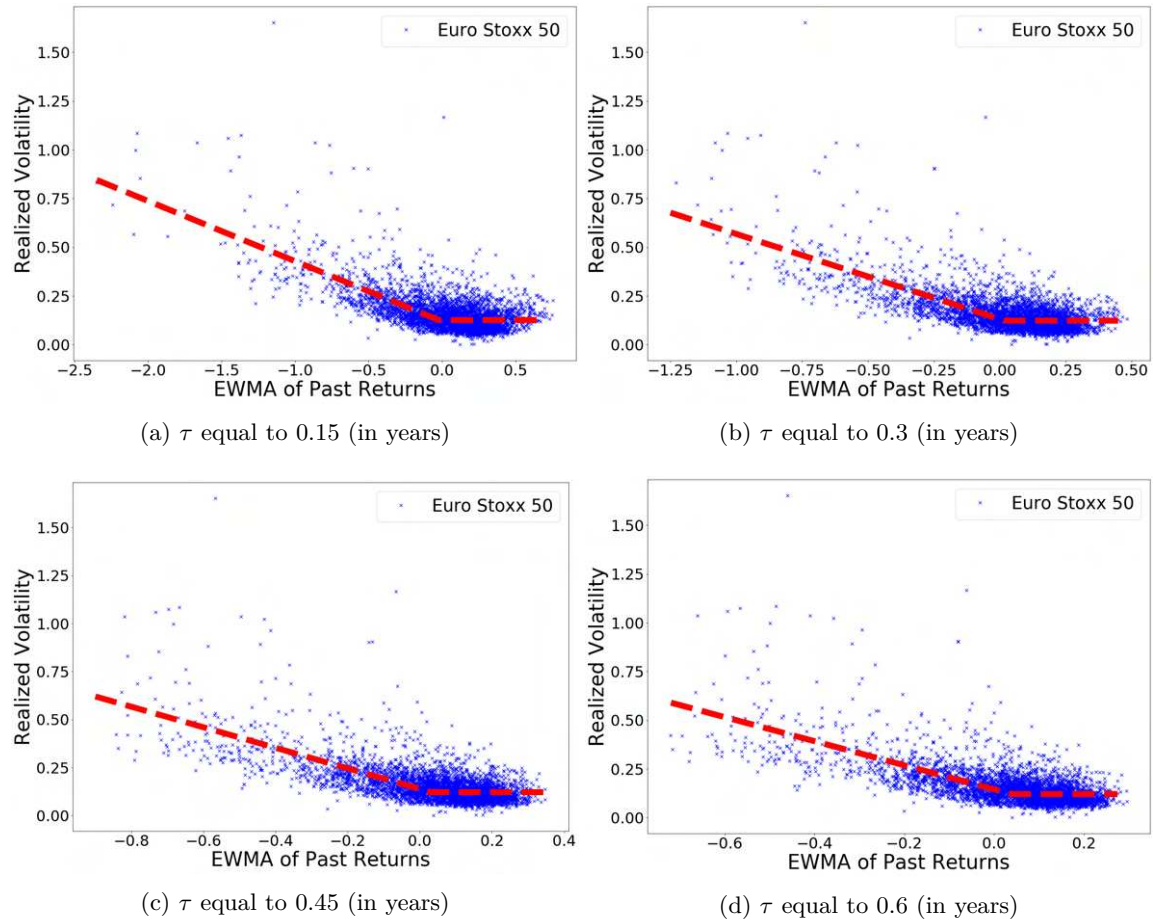 Euro Stoxx 50
Realized Volatility
1.50
1.25
1.00
0.75
0.50
0.25
0.00
−2.5 −2.0 −1.5 −1.0 −0.5 0.0 0.5
EWMA of Past Returns
(a) τ equal to 0.15 (in years)
Euro Stoxx 50
Realized Volatility
1.50
1.25
1.00
0.75
0.50
0.25
0.00
−1.25 −1.00 −0.75 −0.50 −0.25 0.00 0.25 0.50
EWMA of Past Returns
(b) τ equal to 0.3 (in years)
Euro Stoxx 50
Realized Volatility
1.50
1.25
1.00
0.75
0.50
0.25
0.00
−0.8 −0.6 −0.4 −0.2 0.0 0.2 0.4
EWMA of Past Returns
(c) τ equal to 0.45 (in years)
Euro Stoxx 50
Realized Volatility
1.50
1.25
1.00
0.75
0.50
0.25
0.00
−0.6 −0.4 −0.2 0.0 0.2
EWMA of Past Returns
(d) τ equal to 0.6 (in years)